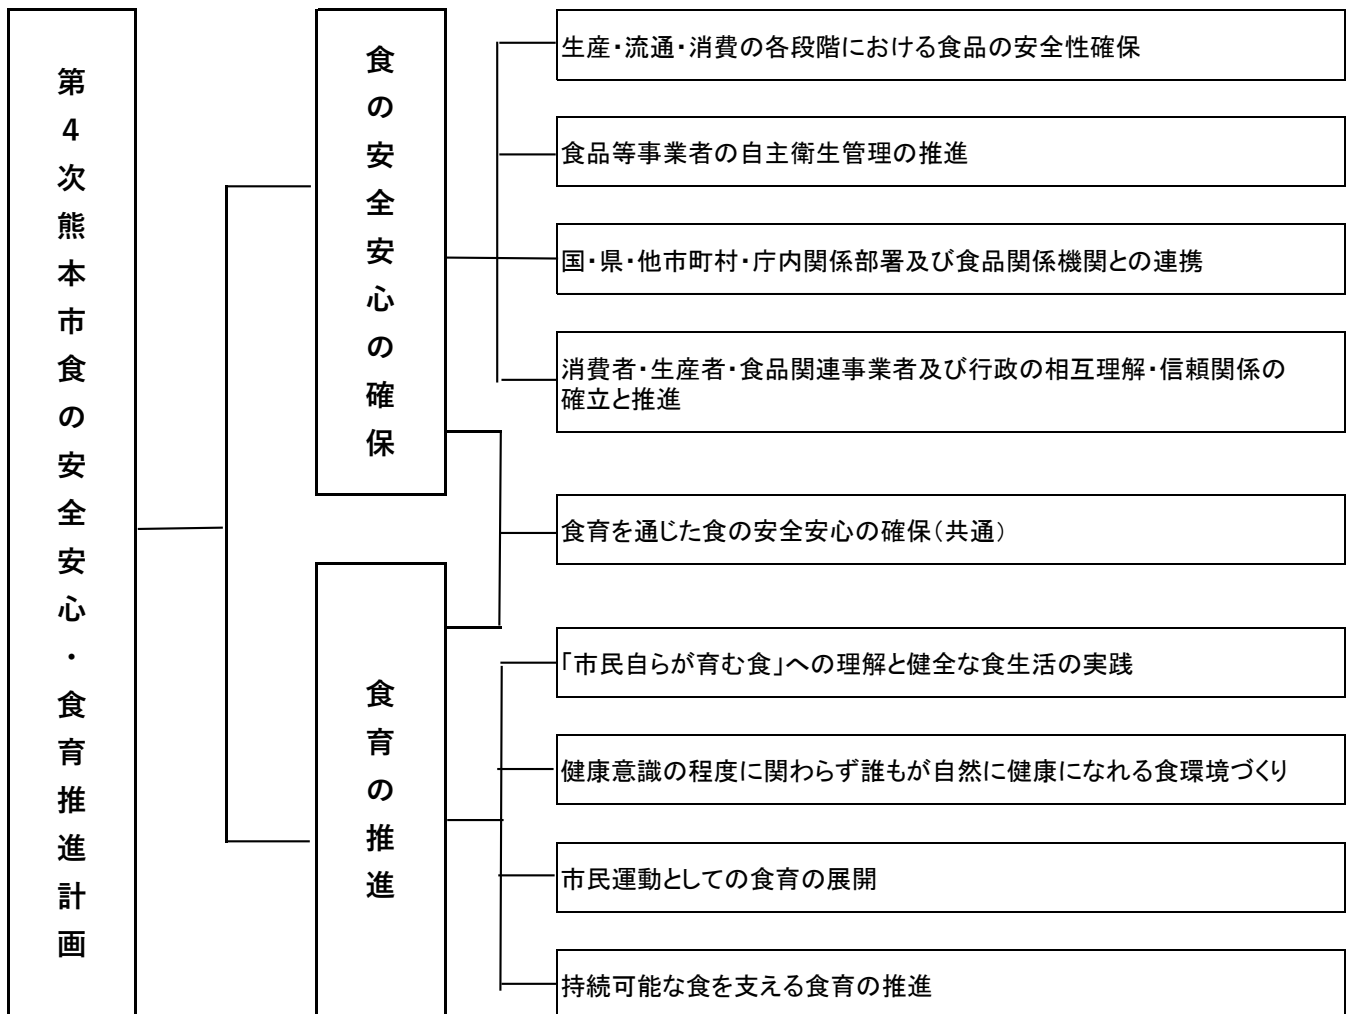 第4次熊本市食の安全安心・食育推進計画
食の安全安心の確保
生産・流通・消費の各段階における食品の安全性確保
食品等事業者の自主衛生管理の推進
国・県・他市町村・庁内関係部署及び食品関係機関との連携
消費者・生産者・食品関連事業者及び行政の相互理解・信頼関係の
確立と推進
食育を通じた食の安全安心の確保（共通）
食育の推進
「市民自らが育む食」への理解と健全な食生活の実践
健康意識の程度に関わらず誰もが自然に健康になれる食環境づくり
市民運動としての食育の展開
持続可能な食を支える食育の推進